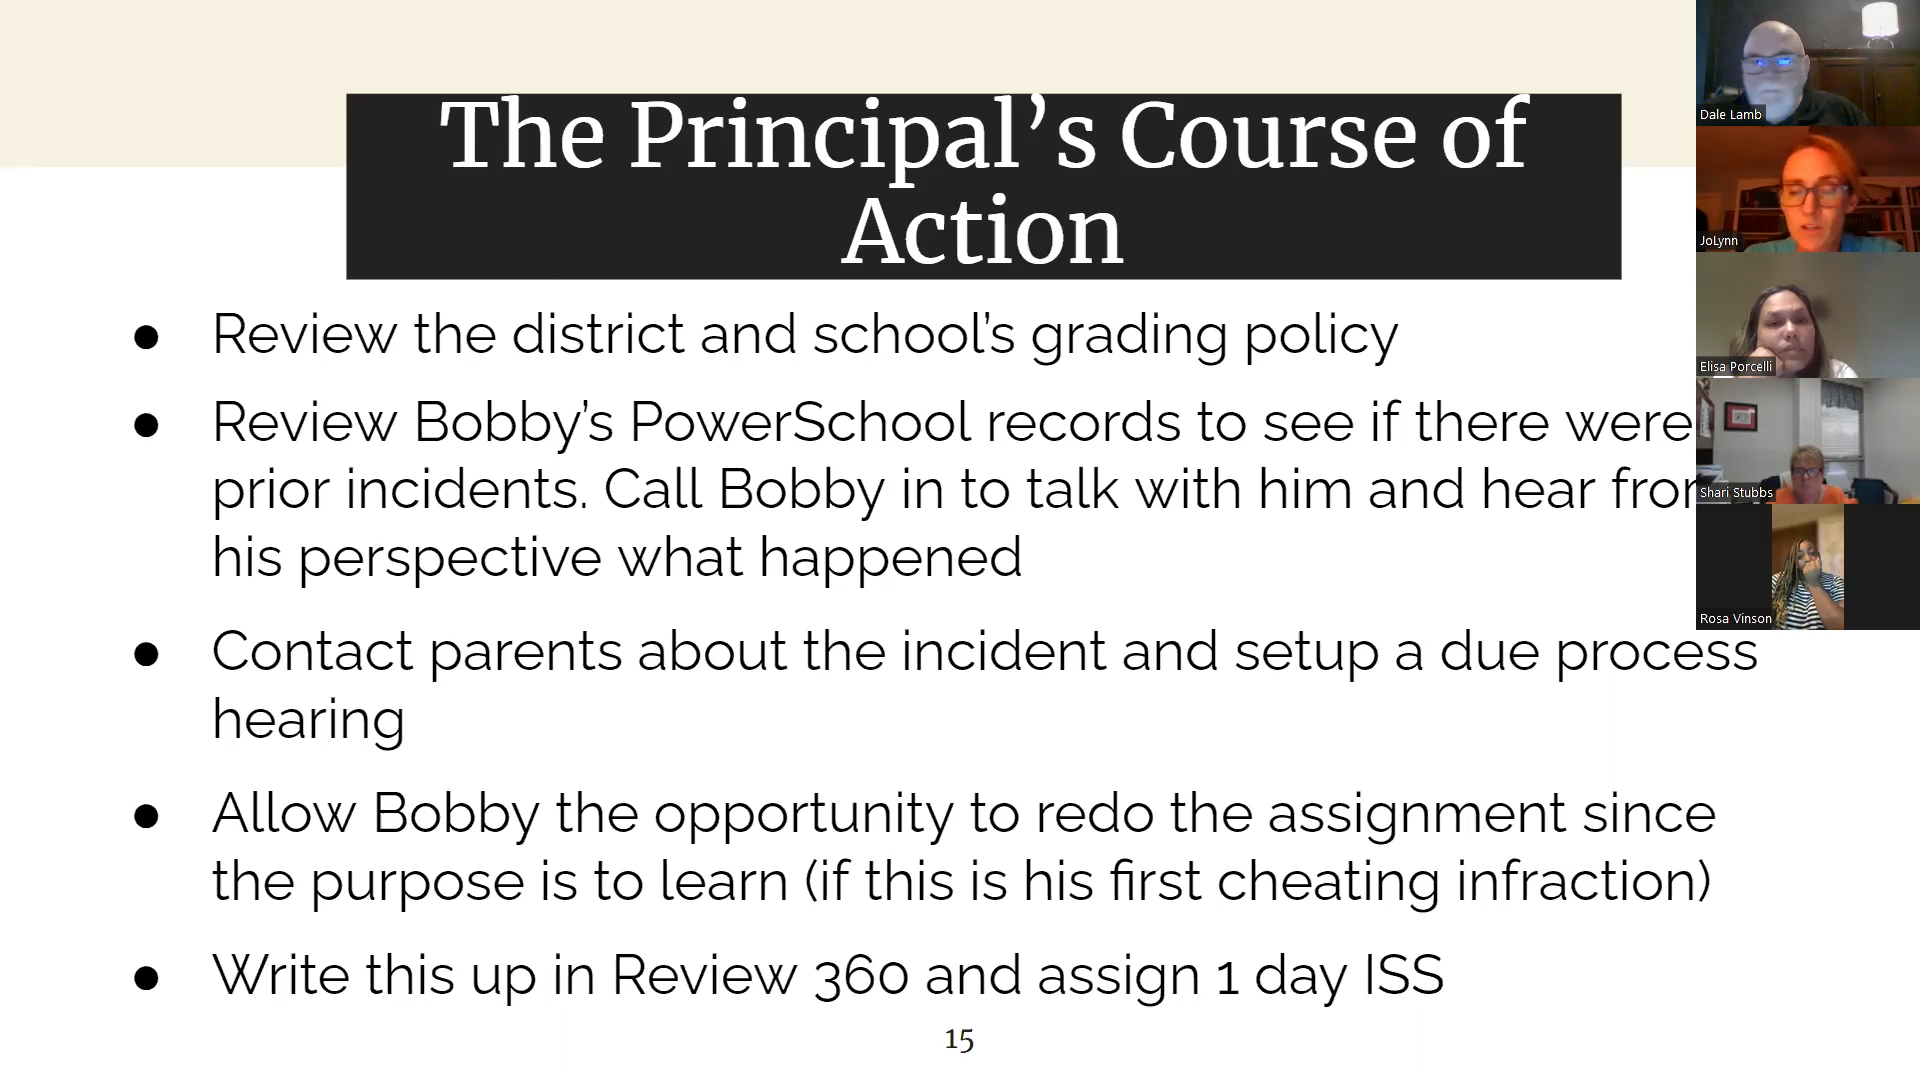 The Principal’s Course of
Action
● Review the district and school’s grading policy
● Review Bobby’s PowerSchool records to see if there were
prior incidents. Call Bobby in to talk with him and hear
his perspective what happened
● Contact parents about the incident and setup a due process
hearing
● Allow Bobby the opportunity to redo the assignment since
the purpose is to learn (if this is his first cheating infraction)
● Write this up in Review 360 and assign 1 day ISS
15
Dale Lamb
JoLynn
Elisa Porcelli
Shari Stubbs
Rosa Vinson